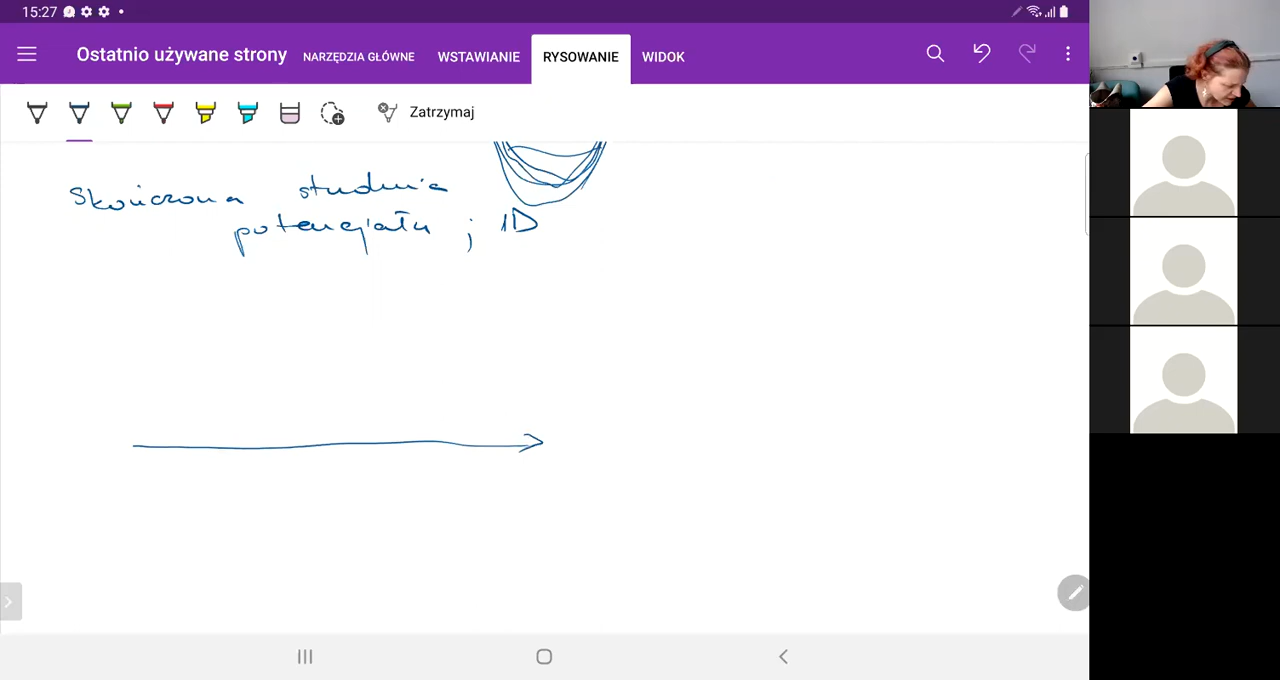 15:27
Ostatnio używane strony NARZĘDZIA GŁÓWNE WSTAWIANIE RYSOWANIE WIDOK
Zatrzymaj
Skończona studnia
potencjału ; 1D